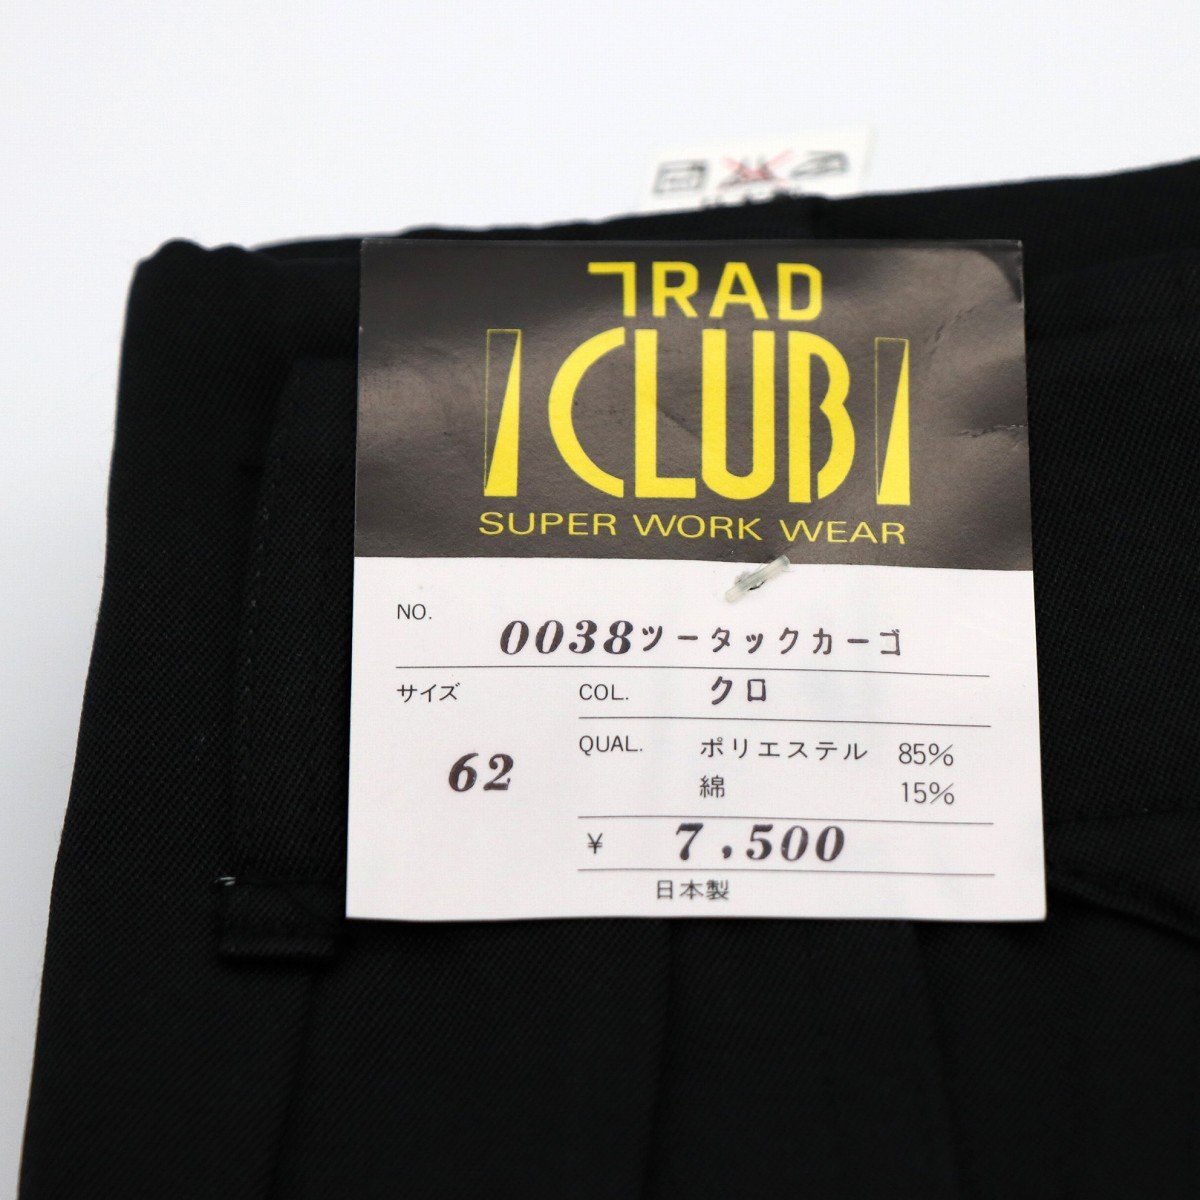 TRAD
CLUB
SUPER WORK WEAR
NO.
0038ツータックカーゴ
サイズ
COL. クロ
62
QUAL. ポリエステル 85%
綿 15%
¥ 7,500
日本製